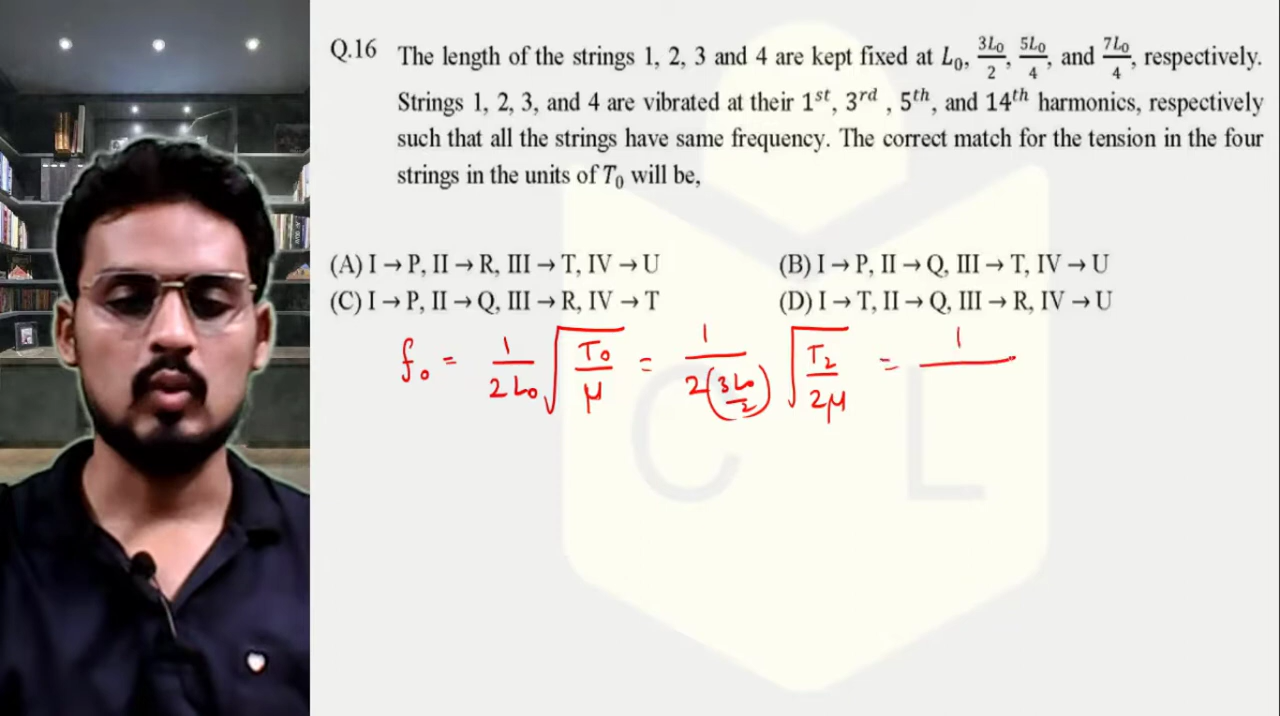 Q.16 The length of the strings 1, 2, 3 and 4 are kept fixed at L₀, 3L₀/2, 5L₀/4, and 7L₀/4, respectively.
Strings 1, 2, 3, and 4 are vibrated at their 1ˢᵗ, 3ʳᵈ , 5ᵗʰ, and 14ᵗʰ harmonics, respectively
such that all the strings have same frequency. The correct match for the tension in the four
strings in the units of T₀ will be,
(A) I → P, II → R, III → T, IV → U (B) I → P, II → Q, III → T, IV → U
(C) I → P, II → Q, III → R, IV → T (D) I → T, II → Q, III → R, IV → U
f₀ = 1/2L₀ √(T₀/μ) = 1/2(3L₀/2) √(T₂/2μ) = 1
C L